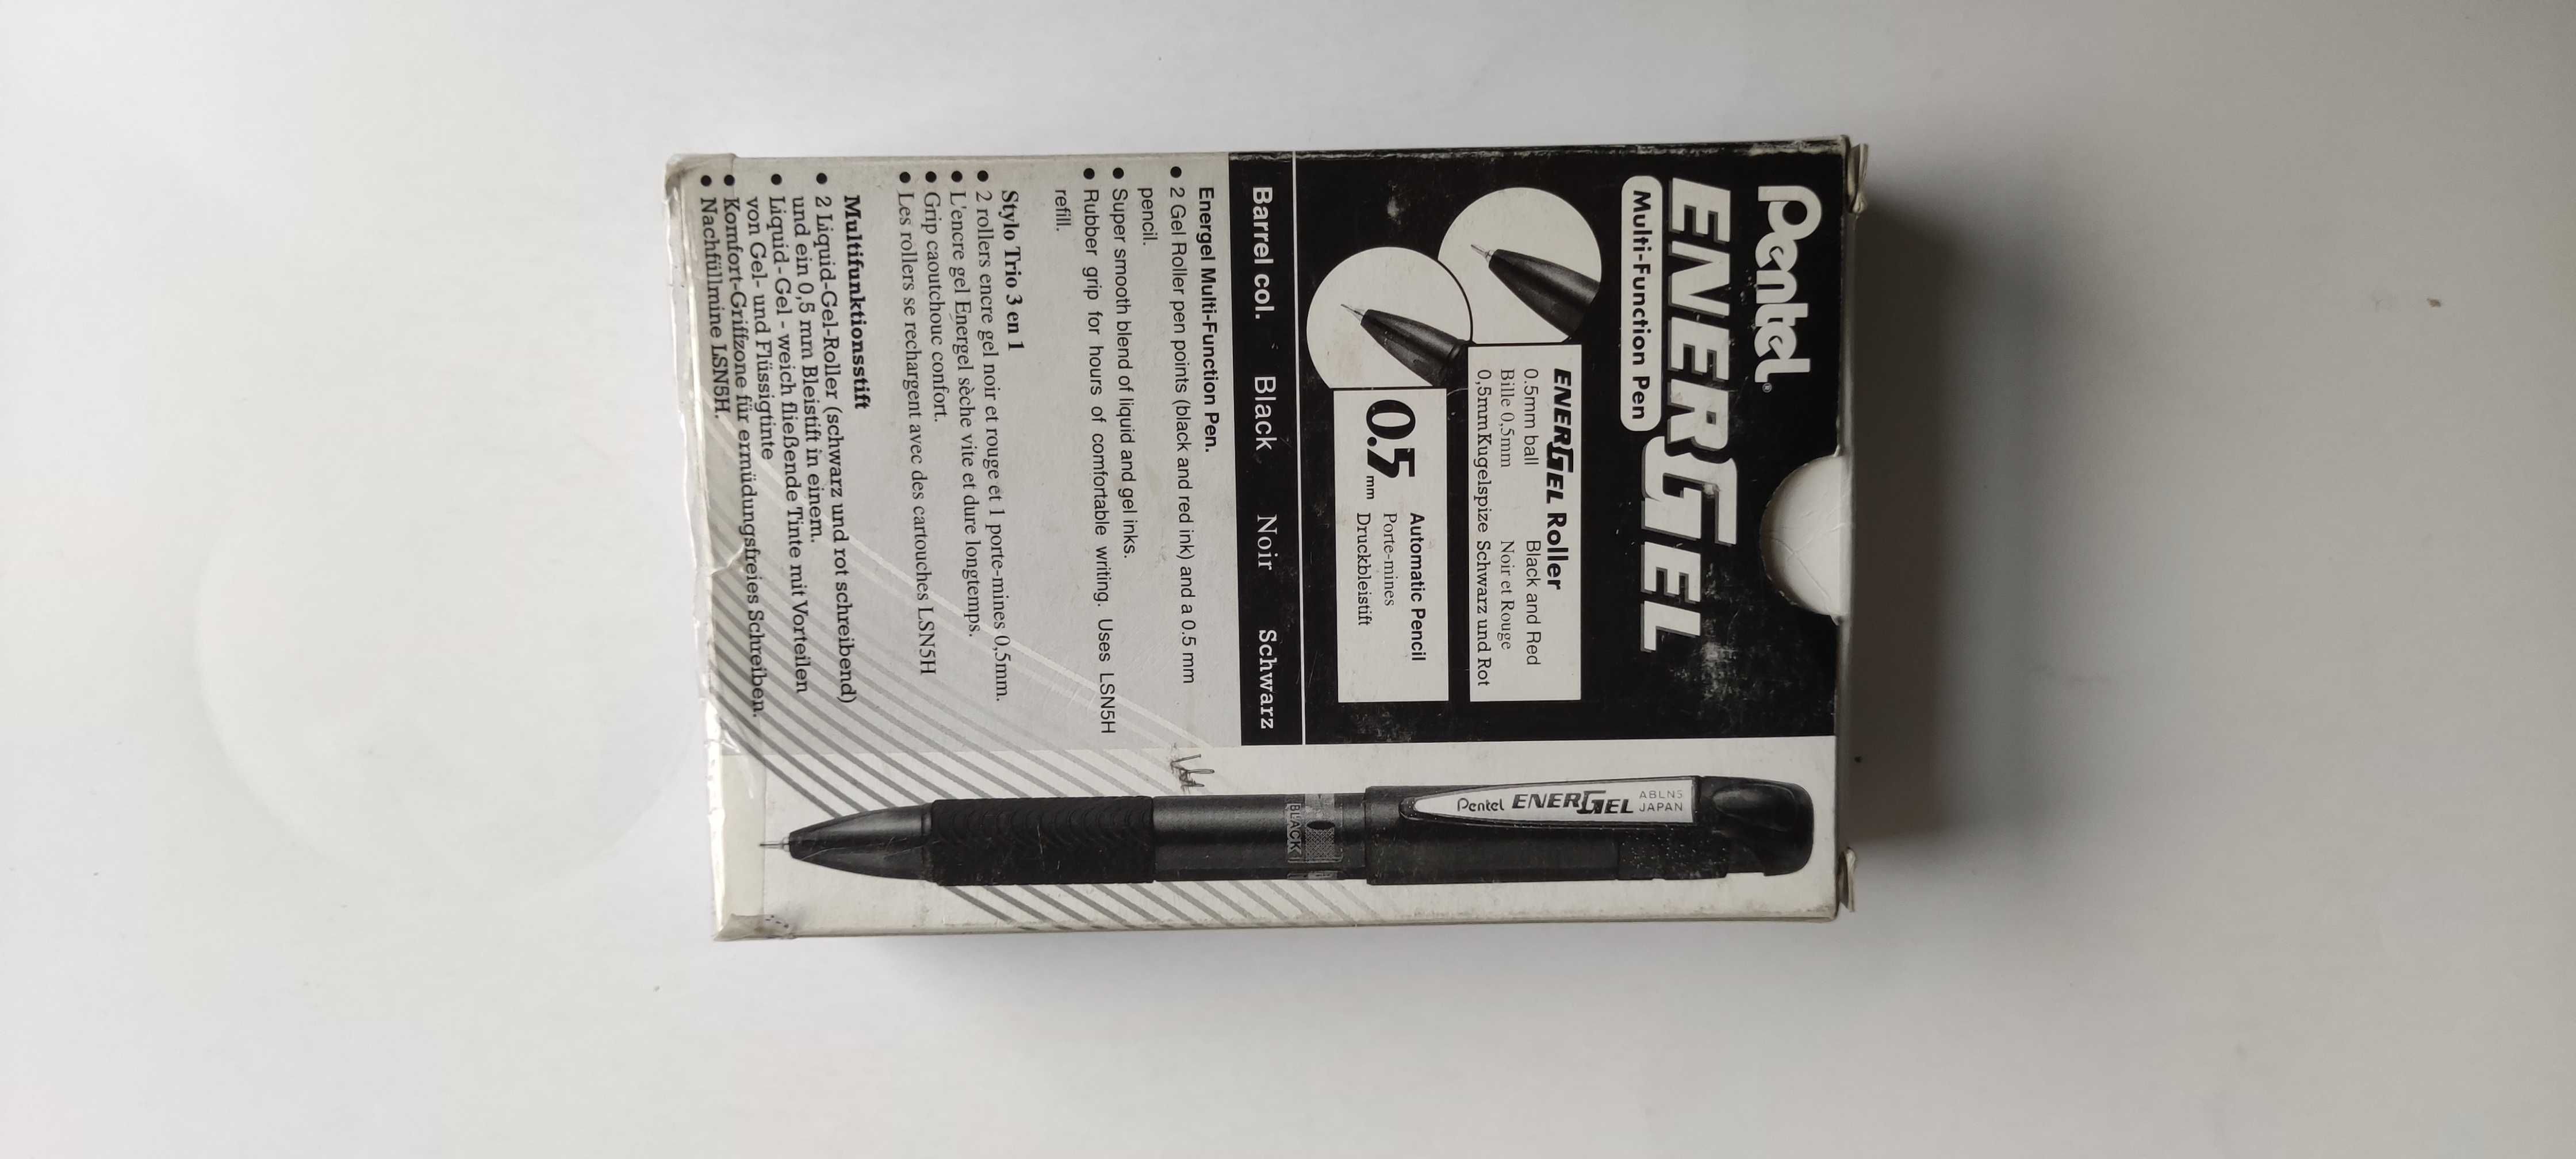 Pentel®
ENERGEL
Multi-Function Pen
ENERGEL Roller
0.5mm ball Black and Red
Bille 0,5mm Noir et Rouge
0,5mmKugelspize Schwarz und Rot
0.5 mm
Automatic Pencil
Porte-mines
Druckbleistift
Barrel col. Black Noir Schwarz
Energel Multi-Function Pen.
● 2 Gel Roller pen points (black and red ink) and a 0.5 mm
pencil.
● Super smooth blend of liquid and gel inks.
● Rubber grip for hours of comfortable writing. Uses LSN5H
refill.
Stylo Trio 3 en 1
● 2 rollers encre gel noir et rouge et 1 porte-mines 0,5mm.
● L'encre gel Energel sèche vite et dure longtemps.
● Grip caoutchouc confort.
● Les rollers se rechargent avec des cartouches LSN5H
Multifunktionsstift
● 2 Liquid-Gel-Roller (schwarz und rot schreibend)
und ein 0,5 mm Bleistift in einem.
● Liquid-Gel - weich fließende Tinte mit Vorteilen
von Gel- und Flüssigtinte
● Komfort-Griffzone für ermüdungsfreies Schreiben.
● Nachfüllmine LSN5H.
Pentel ENERGEL ABLN5
JAPAN
BLACK